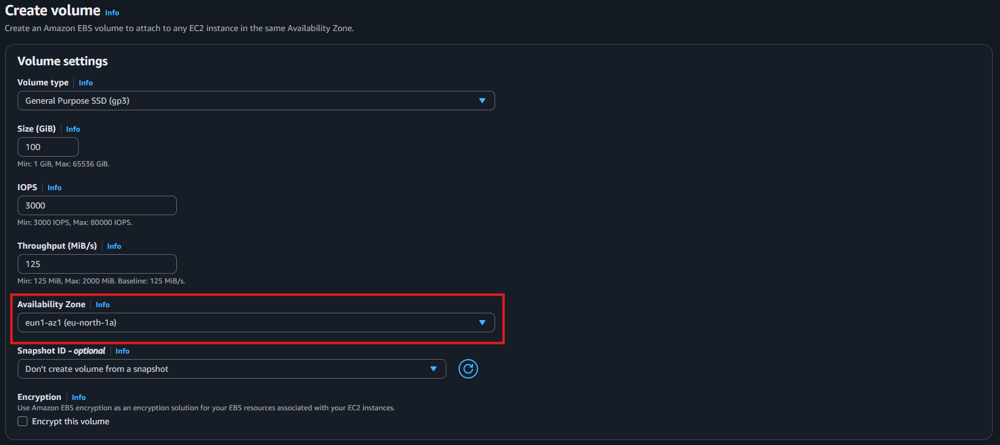 Create volume Info
Create an Amazon EBS volume to attach to any EC2 instance in the same Availability Zone.
Volume settings
Volume type Info
General Purpose SSD (gp3)
Size (GiB) Info
100
Min: 1 GiB, Max: 65536 GiB.
IOPS Info
3000
Min: 3000 IOPS, Max: 80000 IOPS.
Throughput (MiB/s) Info
125
Min: 125 MiB, Max: 2000 MiB. Baseline: 125 MiB/s.
Availability Zone Info
eun1-az1 (eu-north-1a)
Snapshot ID - optional Info
Don't create volume from a snapshot
Encryption Info
Use Amazon EBS encryption as an encryption solution for your EBS resources associated with your EC2 instances.
Encrypt this volume